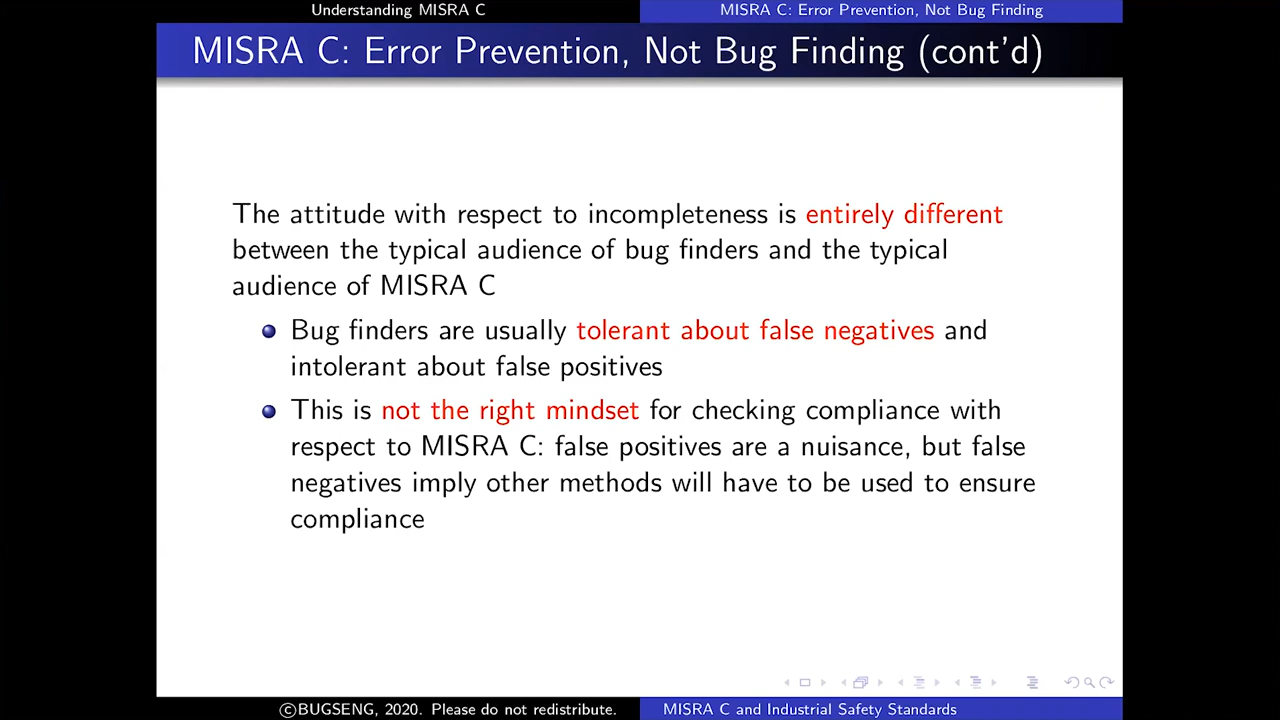 Understanding MISRA C
MISRA C: Error Prevention, Not Bug Finding
MISRA C: Error Prevention, Not Bug Finding (cont'd)
The attitude with respect to incompleteness is entirely different
between the typical audience of bug finders and the typical
audience of MISRA C
Bug finders are usually tolerant about false negatives and
intolerant about false positives
This is not the right mindset for checking compliance with
respect to MISRA C: false positives are a nuisance, but false
negatives imply other methods will have to be used to ensure
compliance
©BUGSENG, 2020. Please do not redistribute.
MISRA C and Industrial Safety Standards